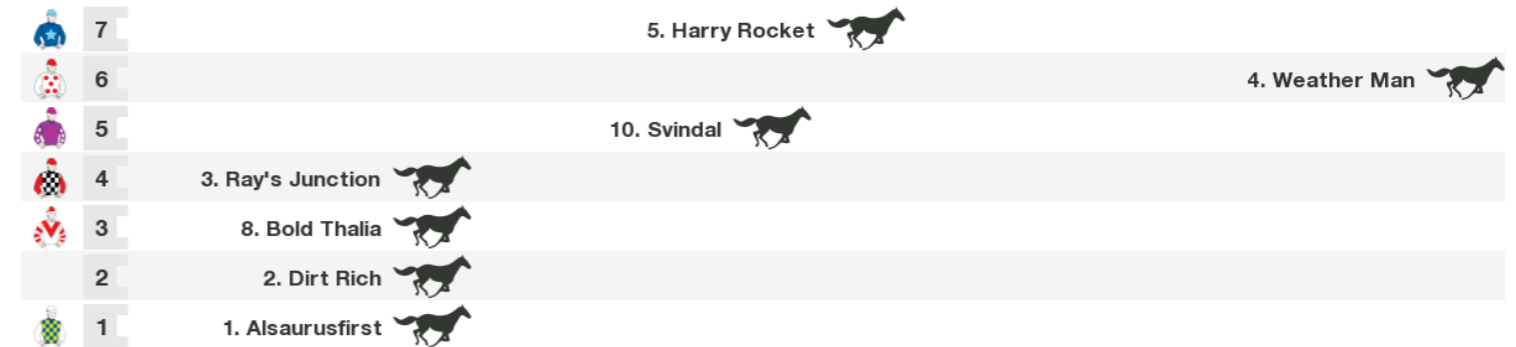 7 5. Harry Rocket
6 4. Weather Man
5 10. Svindal
4 3. Ray's Junction
3 8. Bold Thalia
2 2. Dirt Rich
1 1. Alsaurusfirst